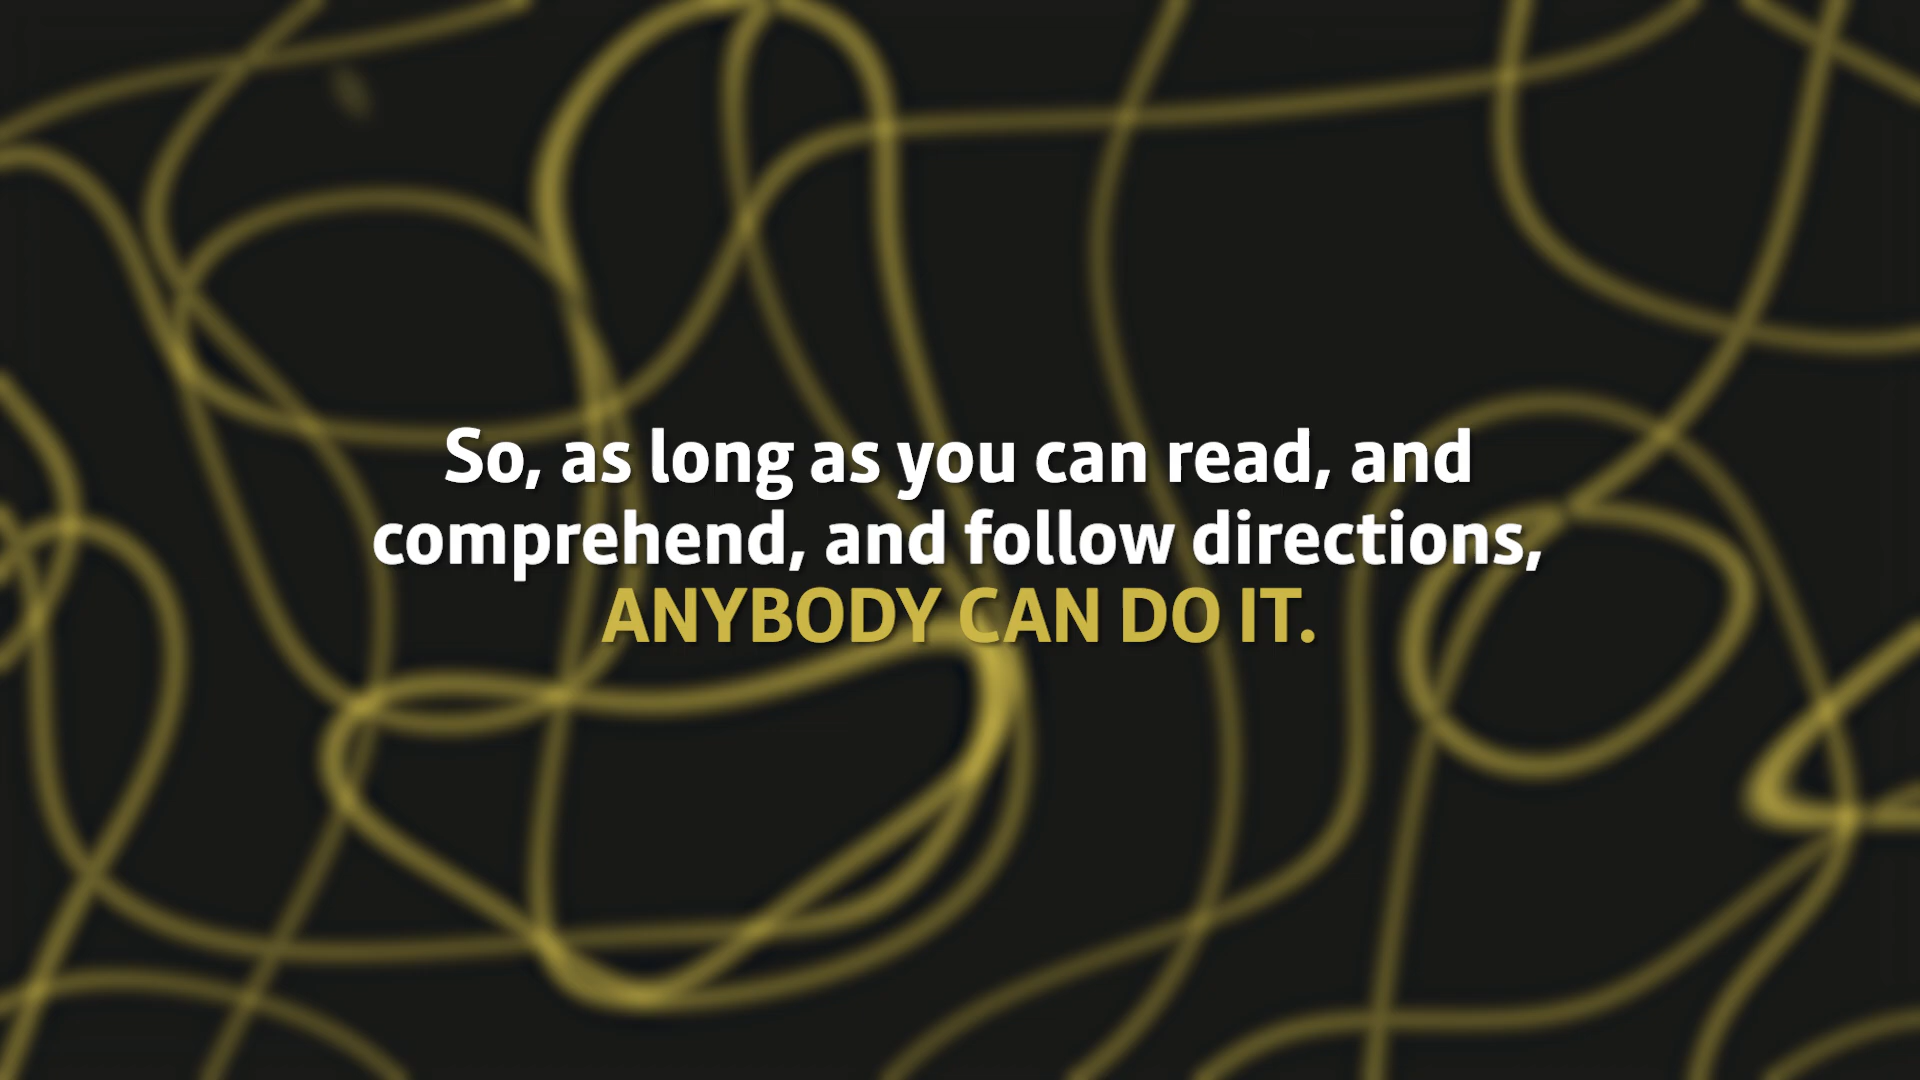 So, as long as you can read, and
comprehend, and follow directions,
ANYBODY CAN DO IT.